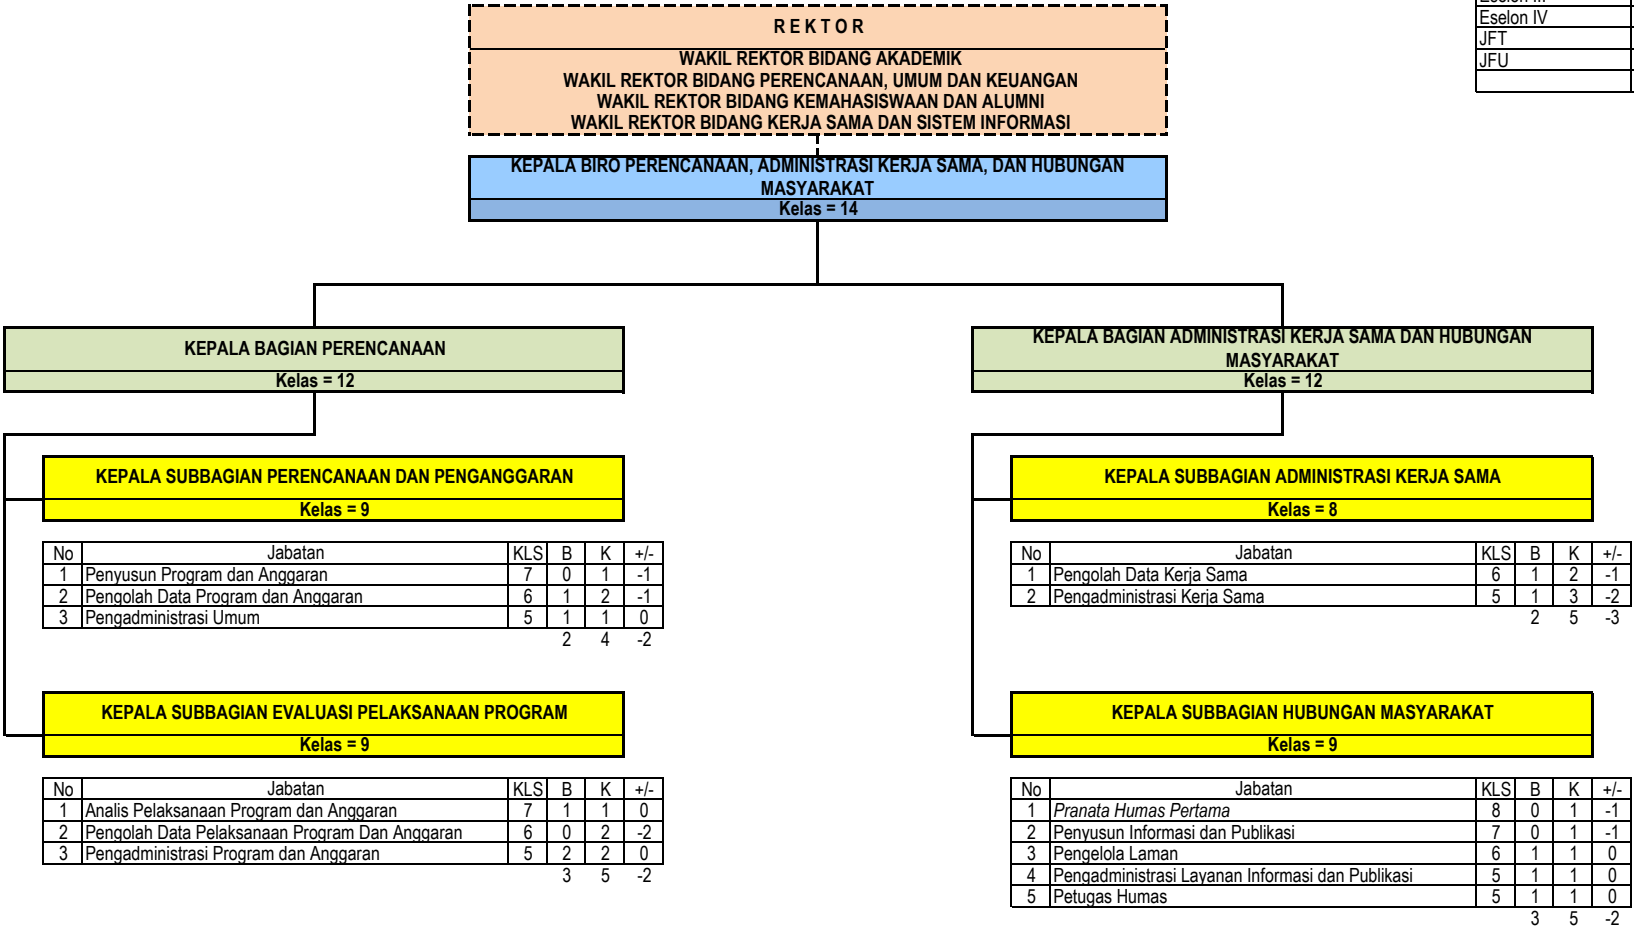 R E K T O R
WAKIL REKTOR BIDANG AKADEMIK
WAKIL REKTOR BIDANG PERENCANAAN, UMUM DAN KEUANGAN
WAKIL REKTOR BIDANG KEMAHASISWAAN DAN ALUMNI
WAKIL REKTOR BIDANG KERJA SAMA DAN SISTEM INFORMASI
Eselon III
Eselon IV
JFT
JFU
KEPALA BIRO PERENCANAAN, ADMINISTRASI KERJA SAMA, DAN HUBUNGAN
MASYARAKAT
Kelas = 14
KEPALA BAGIAN PERENCANAAN
Kelas = 12
KEPALA SUBBAGIAN PERENCANAAN DAN PENGANGGARAN
Kelas = 9
No Jabatan KLS B K +/-
1 Penyusun Program dan Anggaran 7 0 1 -1
2 Pengolah Data Program dan Anggaran 6 1 2 -1
3 Pengadministrasi Umum 5 1 1 0
2 4 -2
KEPALA SUBBAGIAN EVALUASI PELAKSANAAN PROGRAM
Kelas = 9
No Jabatan KLS B K +/-
1 Analis Pelaksanaan Program dan Anggaran 7 1 1 0
2 Pengolah Data Pelaksanaan Program Dan Anggaran 6 0 2 -2
3 Pengadministrasi Program dan Anggaran 5 2 2 0
3 5 -2
KEPALA BAGIAN ADMINISTRASI KERJA SAMA DAN HUBUNGAN
MASYARAKAT
Kelas = 12
KEPALA SUBBAGIAN ADMINISTRASI KERJA SAMA
Kelas = 8
No Jabatan KLS B K +/-
1 Pengolah Data Kerja Sama 6 1 2 -1
2 Pengadministrasi Kerja Sama 5 1 3 -2
2 5 -3
KEPALA SUBBAGIAN HUBUNGAN MASYARAKAT
Kelas = 9
No Jabatan KLS B K +/-
1 Pranata Humas Pertama 8 0 1 -1
2 Penyusun Informasi dan Publikasi 7 0 1 -1
3 Pengelola Laman 6 1 1 0
4 Pengadministrasi Layanan Informasi dan Publikasi 5 1 1 0
5 Petugas Humas 5 1 1 0
3 5 -2